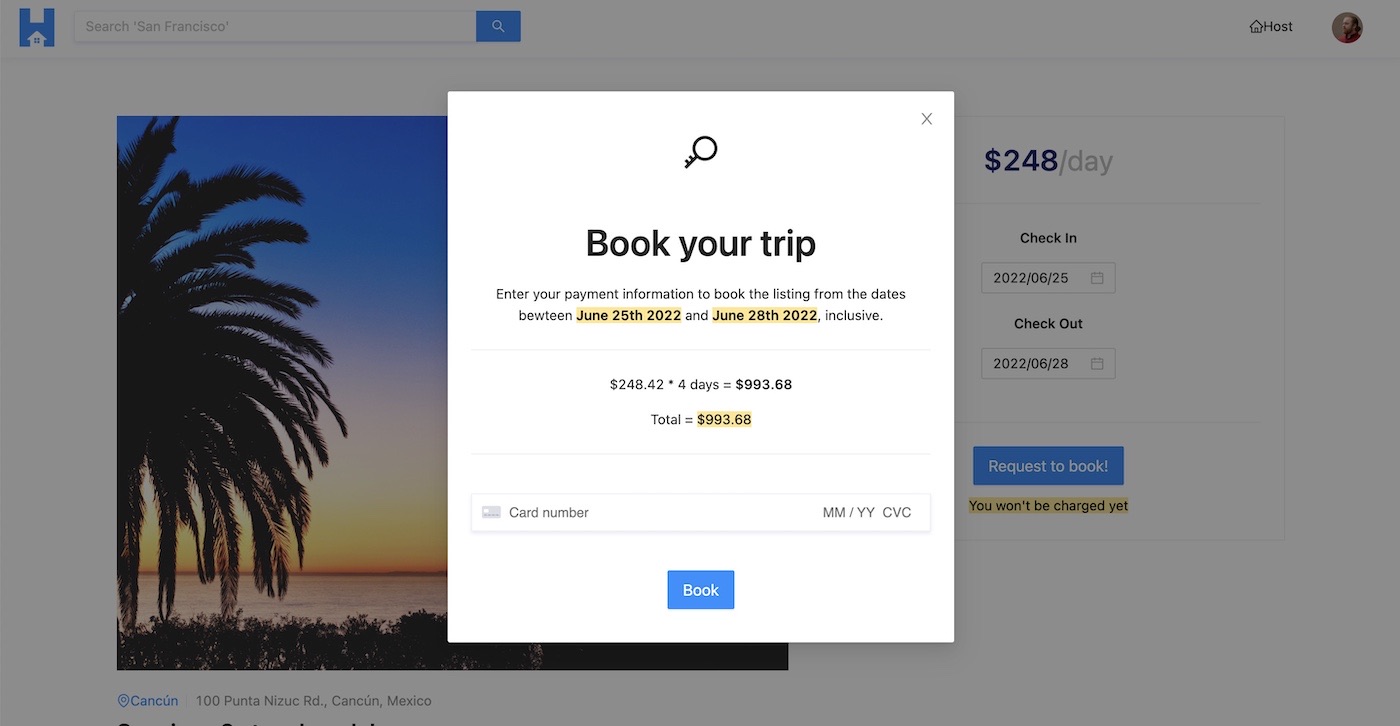 Search 'San Francisco'
Host
Book your trip
Enter your payment information to book the listing from the dates
bewteen June 25th 2022 and June 28th 2022, inclusive.
$248.42 * 4 days = $993.68
Total = $993.68
Card number MM / YY CVC
Book
$248/day
Check In
2022/06/25
Check Out
2022/06/28
Request to book!
You won't be charged yet
Cancún
100 Punta Nizuc Rd., Cancún, Mexico